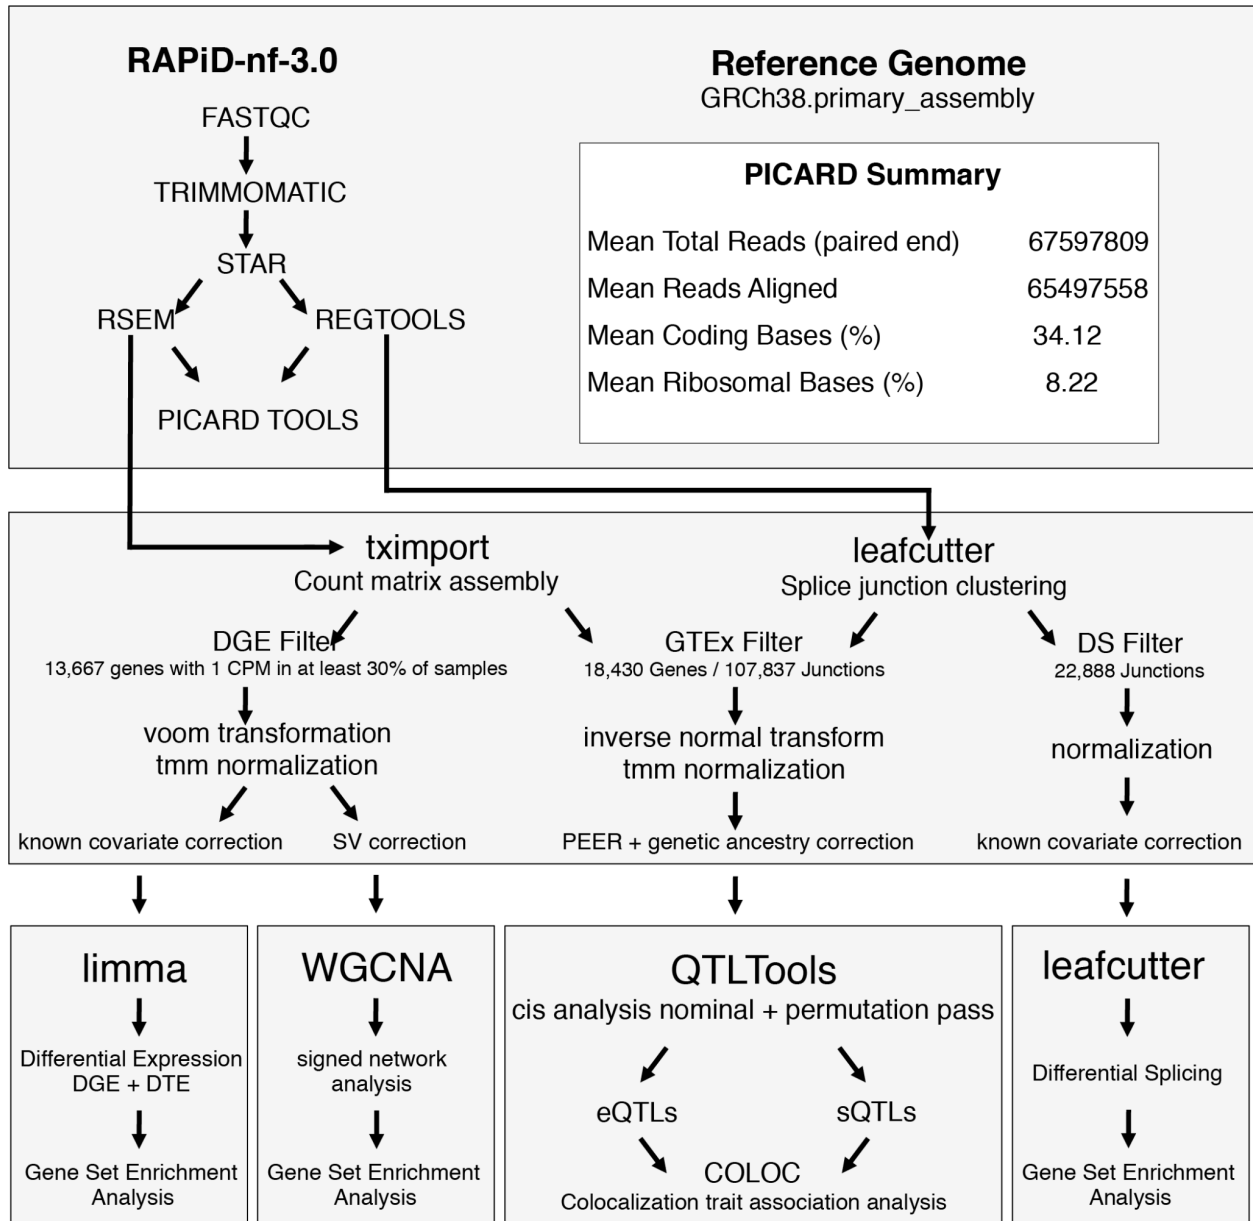 RAPiD-nf-3.0
FASTQC
TRIMMOMATIC
STAR
RSEM
REGTOOLS
PICARD TOOLS
Reference Genome
GRCh38.primary_assembly
PICARD Summary
Mean Total Reads (paired end) 67597809
Mean Reads Aligned 65497558
Mean Coding Bases (%) 34.12
Mean Ribosomal Bases (%) 8.22
tximport
Count matrix assembly
leafcutter
Splice junction clustering
DGE Filter
13,667 genes with 1 CPM in at least 30% of samples
GTEx Filter
18,430 Genes / 107,837 Junctions
DS Filter
22,888 Junctions
voom transformation
tmm normalization
inverse normal transform
tmm normalization
normalization
known covariate correction
SV correction
PEER + genetic ancestry correction
known covariate correction
limma
Differential Expression
DGE + DTE
Gene Set Enrichment
Analysis
WGCNA
signed network
analysis
Gene Set Enrichment
Analysis
QTLTools
cis analysis nominal + permutation pass
eQTLs
sQTLs
COLOC
Colocalization trait association analysis
leafcutter
Differential Splicing
Gene Set Enrichment
Analysis